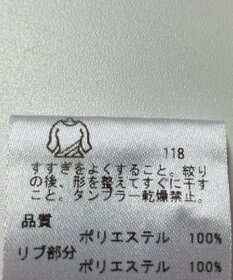 118
すすぎをよくすること。絞り
の後、形を整えてすぐに干す
こと。タンブラー乾燥禁止。
品質
ポリエステル 100%
リブ部分
ポリエステル 100%